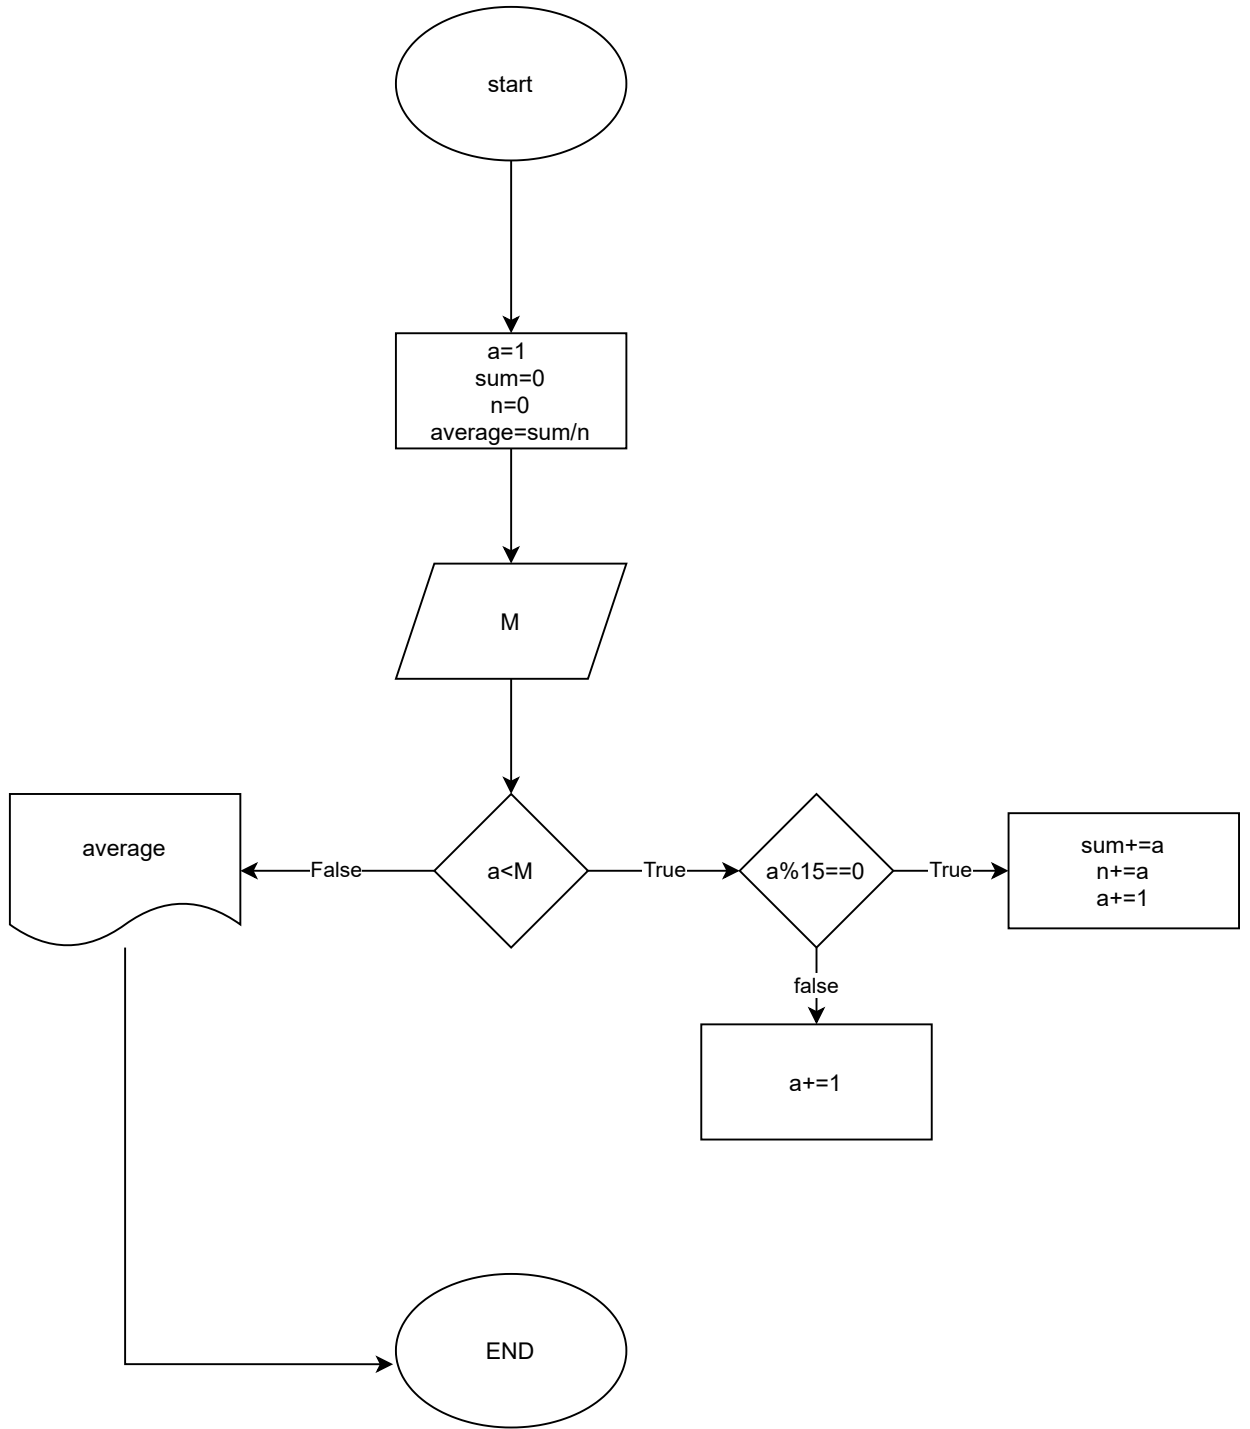 start
a=1
sum=0
n=0
average=sum/n
M
average
False
a<M
True
a%15==0
True
sum+=a
n+=a
a+=1
false
a+=1
END